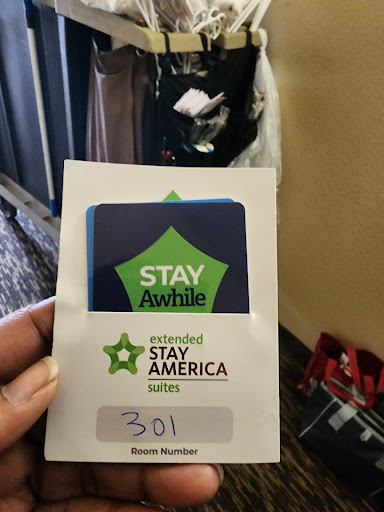 STAY
Awhile
extended
STAY
AMERICA
suites
301
Room Number